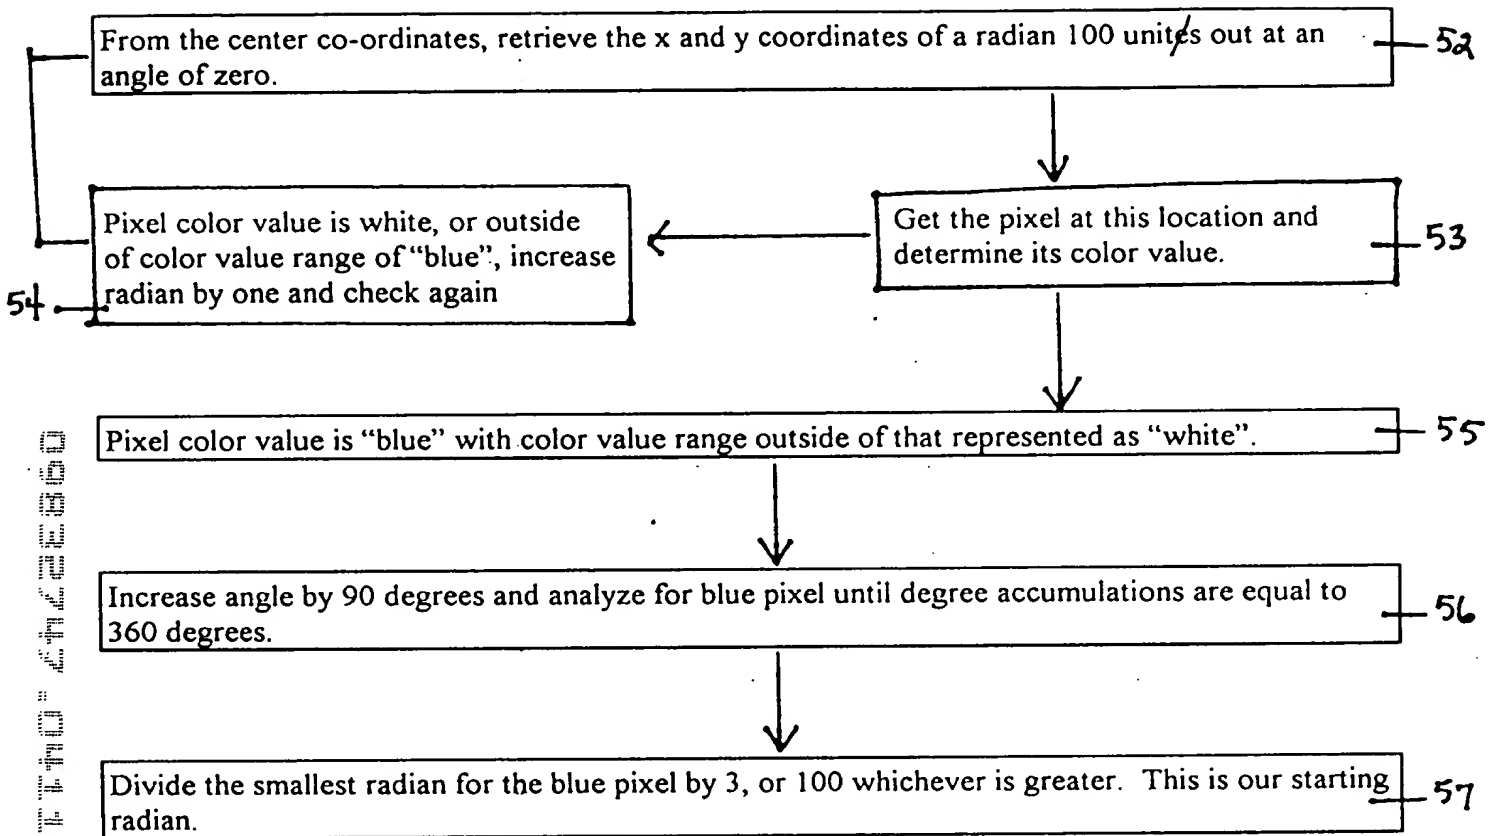 From the center co-ordinates, retrieve the x and y coordinates of a radian 100 unites out at an
angle of zero.
52
Pixel color value is white, or outside
of color value range of “blue”, increase
radian by one and check again
54
Get the pixel at this location and
determine its color value.
53
Pixel color value is “blue” with color value range outside of that represented as “white”.
55
Increase angle by 90 degrees and analyze for blue pixel until degree accumulations are equal to
360 degrees.
56
Divide the smallest radian for the blue pixel by 3, or 100 whichever is greater. This is our starting
radian.
57